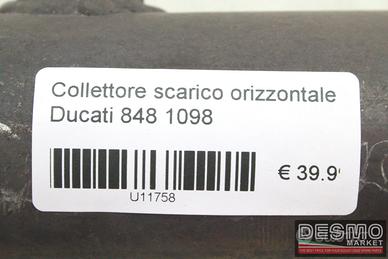 Collettore scarico orizzontale
Ducati 848 1098
€ 39.9
U11758
DESMO
MARKET